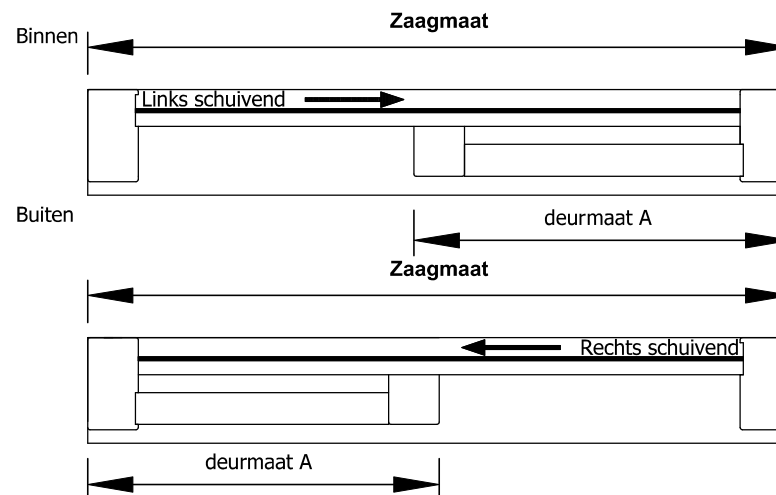 Zaagmaat
Binnen
Links schuivend
Buiten
deurmaat A
Zaagmaat
Rechts schuivend
deurmaat A